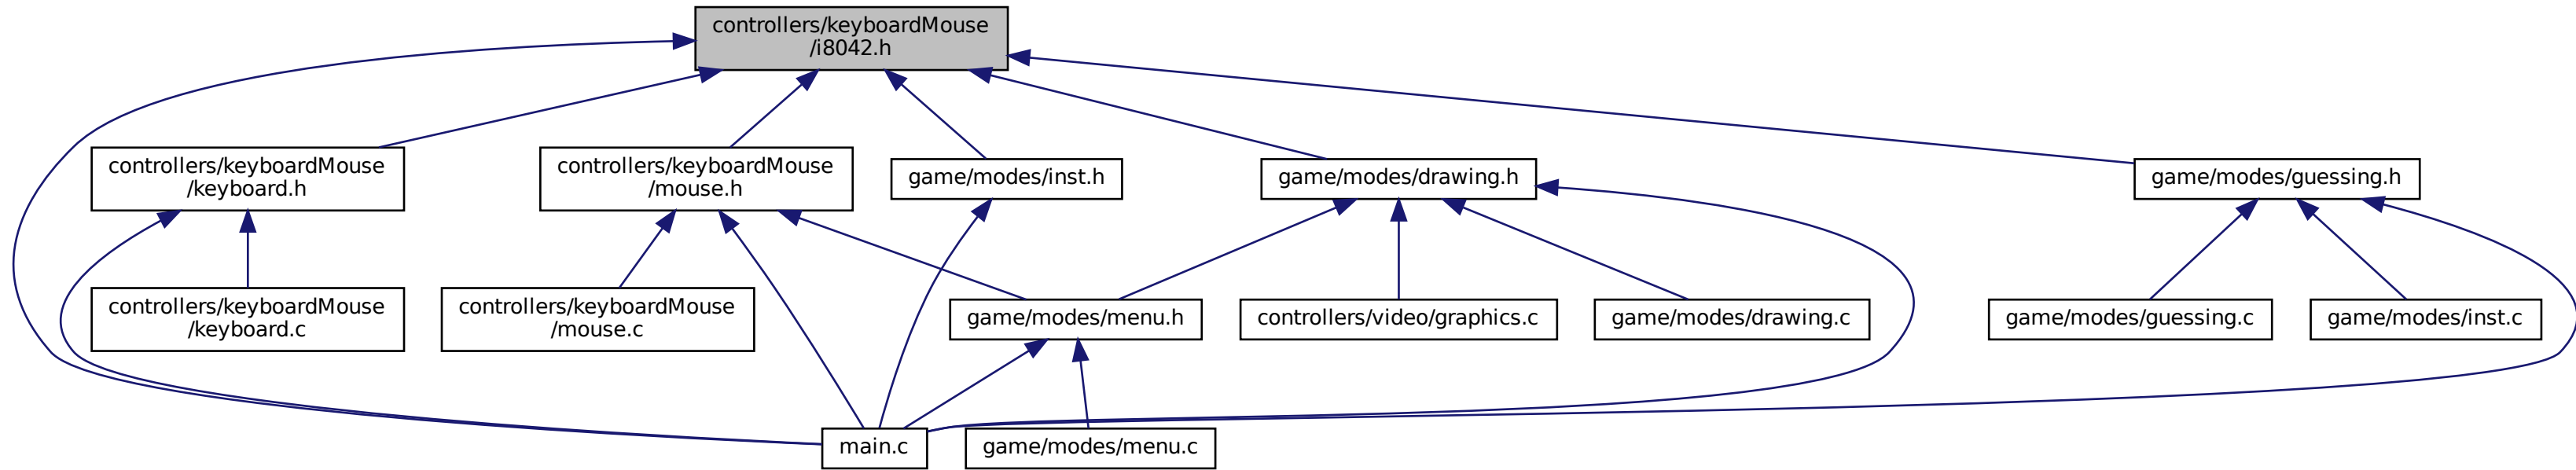 controllers/keyboardMouse
/i8042.h
controllers/keyboardMouse
/keyboard.h
controllers/keyboardMouse
/mouse.h
game/modes/inst.h
game/modes/drawing.h
game/modes/guessing.h
controllers/keyboardMouse
/keyboard.c
controllers/keyboardMouse
/mouse.c
game/modes/menu.h
controllers/video/graphics.c
game/modes/drawing.c
game/modes/guessing.c
game/modes/inst.c
main.c
game/modes/menu.c